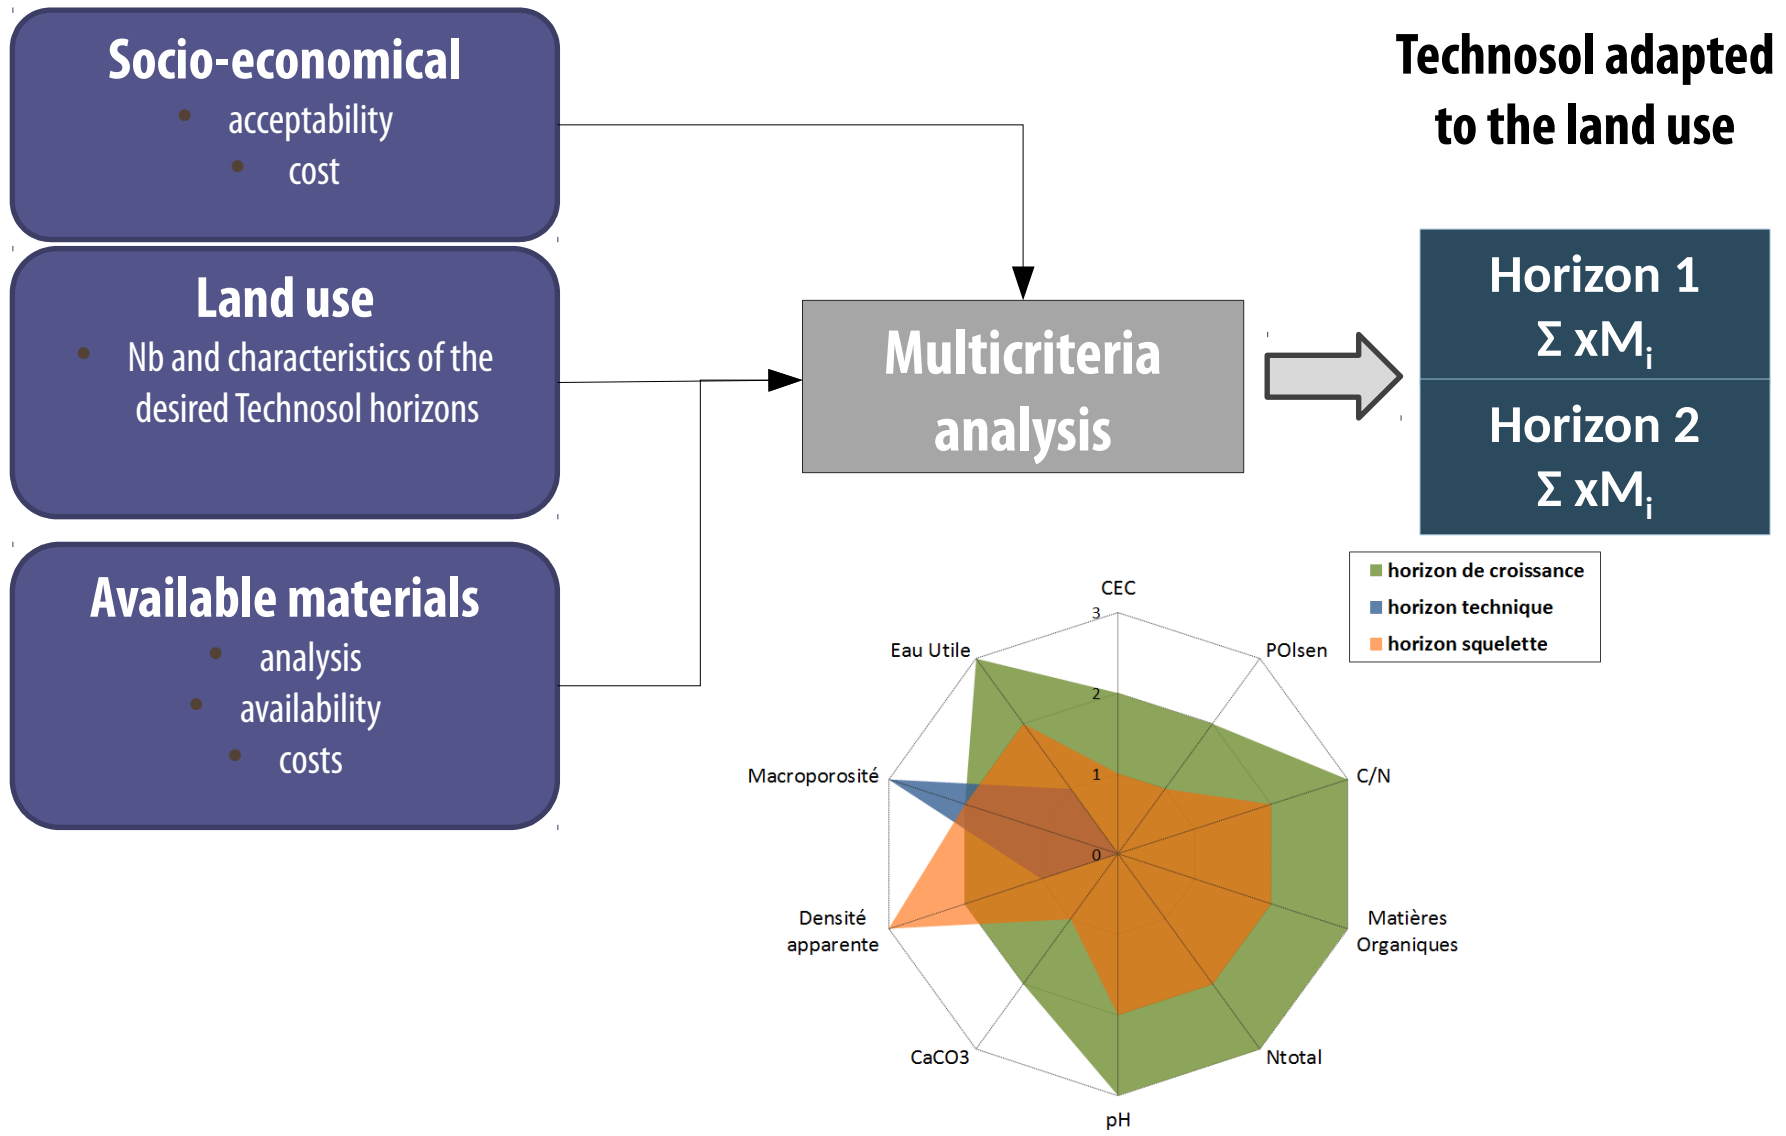 Socio-economical
• acceptability
• cost
Land use
• Nb and characteristics of the
desired Technosol horizons
Available materials
• analysis
• availability
• costs
Multicriteria
analysis
Technosol adapted
to the land use
Horizon 1
Σ xMi
Horizon 2
Σ xMi
horizon de croissance
horizon technique
horizon squelette
CEC
POlsen
C/N
Matières
Organiques
Ntotal
pH
CaCO3
Densité
apparente
Macroporosité
Eau Utile
3
2
1
0